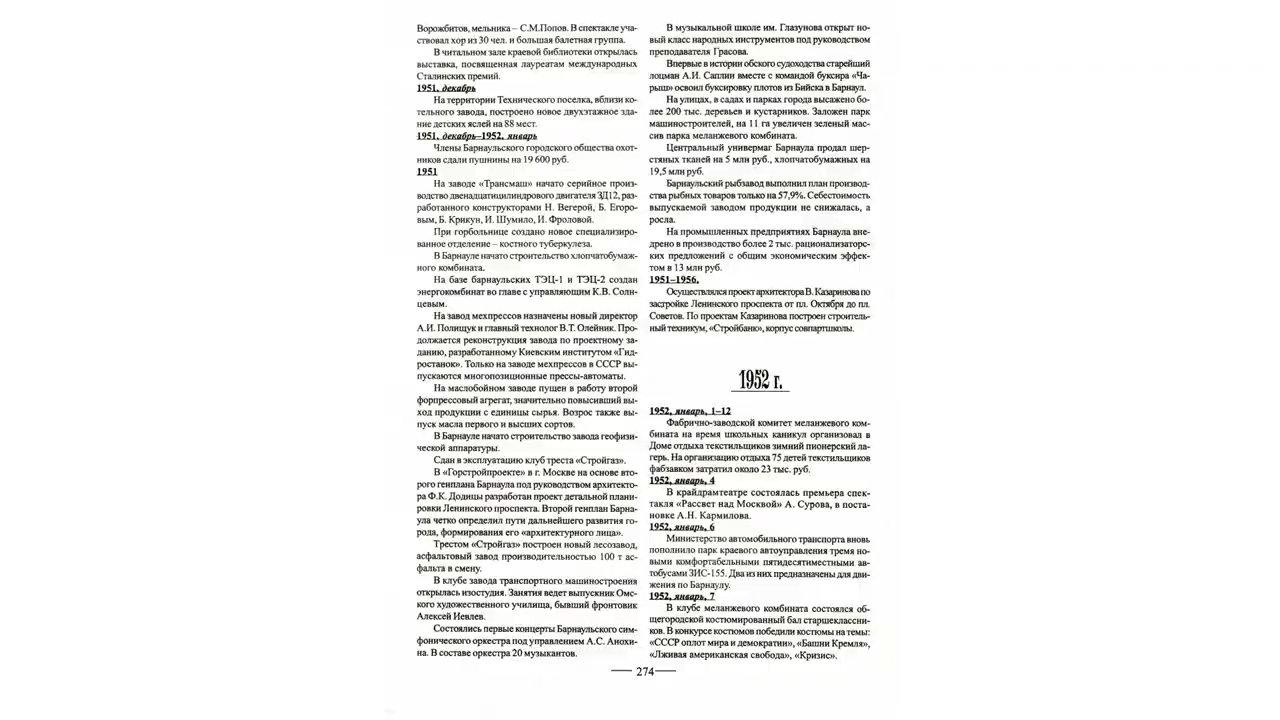 Ворожбитов, мельника – С.М.Попов. В спектакле уча-
ствовал хор из 30 чел. и большая балетная группа.
В читальном зале краевой библиотеки открылась
выставка, посвященная лауреатам международных
Сталинских премий.
1951, декабрь
На территории Технического поселка, вблизи ко-
тельного завода, построено новое двухэтажное зда-
ние детских яслей на 88 мест.
1951, декабрь–1952, январь
Члены Барнаульского городского общества охот-
ников сдали пушнины на 19 600 руб.
1951
На заводе «Трансмаш» начато серийное произ-
водство двенадцатицилиндрового двигателя 3Д12, раз-
работанного конструкторами Н. Вегерой, Б. Егоро-
вым, Б. Крикун, И. Шумило, И. Фроловой.
При горбольнице создано новое специализиро-
ванное отделение – костного туберкулеза.
В Барнауле начато строительство хлопчатобумаж-
ного комбината.
На базе барнаульских ТЭЦ-1 и ТЭЦ-2 создан
энергокомбинат во главе с управляющим К.В. Солн-
цевым.
На завод мехпрессов назначены новый директор
А.И. Полищук и главный технолог В.Т. Олейник. Про-
должается реконструкция завода по проектному за-
данию, разработанному Киевским институтом «Гид-
ростанок». Только на заводе мехпрессов в СССР вы-
пускаются многопозиционные прессы-автоматы.
На маслобойном заводе пущен в работу второй
форпрессовый агрегат, значительно повысивший вы-
ход продукции с единицы сырья. Возрос также вы-
пуск масла первого и высших сортов.
В Барнауле начато строительство завода геофизи-
ческой аппаратуры.
Сдан в эксплуатацию клуб треста «Стройгаз».
В «Горстройпроекте» в г. Москве на основе вто-
рого генплана Барнаула под руководством архитекто-
ра Ф.К. Додицы разработан проект детальной плани-
ровки Ленинского проспекта. Второй генплан Барна-
ула четко определил пути дальнейшего развития го-
рода, формирования его «архитектурного лица».
Трестом «Стройгаз» построен новый лесозавод,
асфальтовый завод производительностью 100 т ас-
фальта в смену.
В клубе завода транспортного машиностроения
открылась изостудия. Занятия ведет выпускник Омс-
кого художественного училища, бывший фронтовик
Алексей Иевлев.
Состоялись первые концерты Барнаульского сим-
фонического оркестра под управлением А.С. Анохи-
на. В составе оркестра 20 музыкантов.
В музыкальной школе им. Глазунова открыт но-
вый класс народных инструментов под руководством
преподавателя Грасова.
Впервые в истории обского судоходства старейший
лоцман А.И. Саплин вместе с командой буксира «Ча-
рыш» освоил буксировку плотов из Бийска в Барнаул.
На улицах, в садах и парках города высажено бо-
лее 200 тыс. деревьев и кустарников. Заложен парк
машиностроителей, на 11 га увеличен зеленый мас-
сив парка меланжевого комбината.
Центральный универмаг Барнаула продал шер-
стяных тканей на 5 млн руб., хлопчатобумажных на
19,5 млн руб.
Барнаульский рыбзавод выполнил план производ-
ства рыбных товаров только на 57,9%. Себестоимость
выпускаемой заводом продукции не снижалась, а
росла.
На промышленных предприятиях Барнаула вне-
дрено в производство более 2 тыс. рационализаторс-
ких предложений с общим экономическим эффек-
том в 13 млн руб.
1951–1956.
Осуществлялся проект архитектора В. Казаринова по
застройке Ленинского проспекта от пл. Октября до пл.
Советов. По проектам Казаринова построен строитель-
ный техникум, «Стройбанк», корпус совпартшколы.
1952 г.
1952, январь, 1–12
Фабрично-заводской комитет меланжевого ком-
бината на время школьных каникул организовал в
Доме отдыха текстильщиков зимний пионерский ла-
герь. На организацию отдыха 75 детей текстильщиков
фабзавком затратил около 23 тыс. руб.
1952, январь, 4
В крайдрамтеатре состоялась премьера спек-
такля «Рассвет над Москвой» А. Сурова, в поста-
новке А.Н. Кармилова.
1952, январь, 6
Министерство автомобильного транспорта вновь
пополнило парк краевого автоуправления тремя но-
выми комфортабельными пятидесятиместными ав-
тобусами ЗИС-155. Два из них предназначены для дви-
жения по Барнаулу.
1952, январь, 7
В клубе меланжевого комбината состоялся об-
щегородской костюмированный бал старшеклассни-
ков. В конкурсе костюмов победили костюмы на темы:
«СССР оплот мира и демократии», «Башни Кремля»,
«Лживая американская свобода», «Кризис».
274